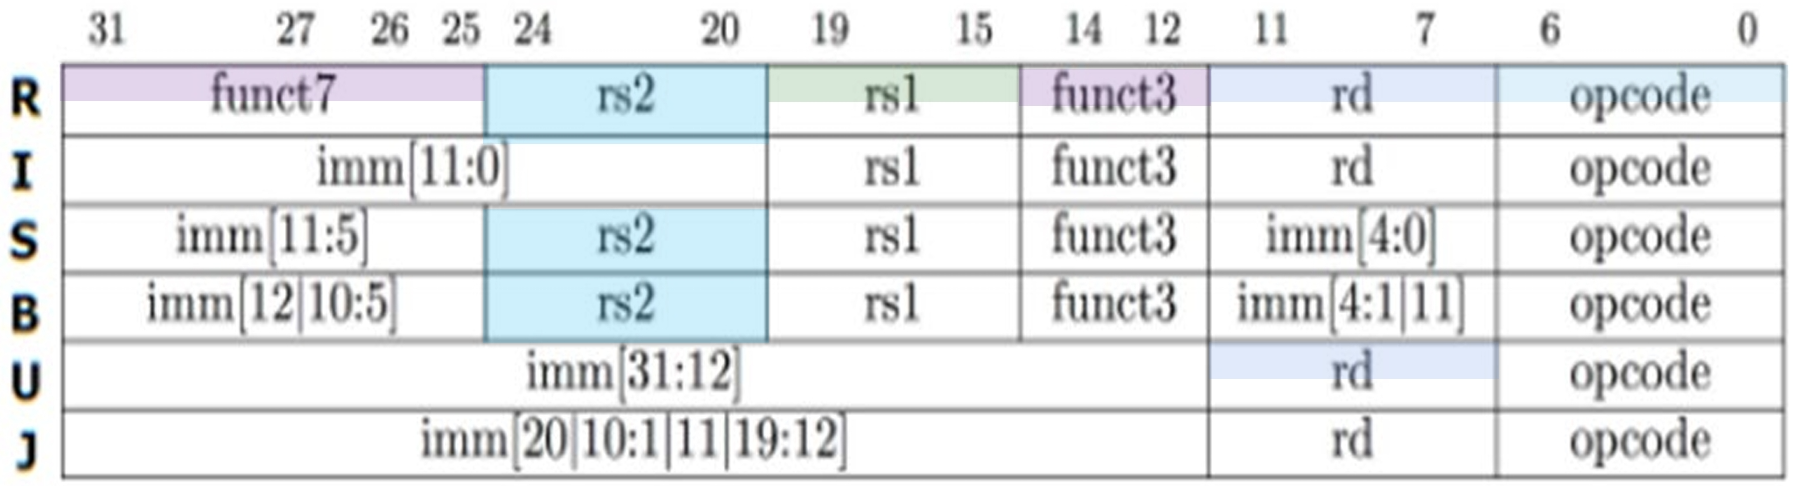 31 27 26 25 24 20 19 15 14 12 11 7 6 0
R funct7 rs2 rs1 funct3 rd opcode
I imm[11:0] rs1 funct3 rd opcode
S imm[11:5] rs2 rs1 funct3 imm[4:0] opcode
B imm[12|10:5] rs2 rs1 funct3 imm[4:1|11] opcode
U imm[31:12] rd opcode
J imm[20|10:1|11|19:12] rd opcode